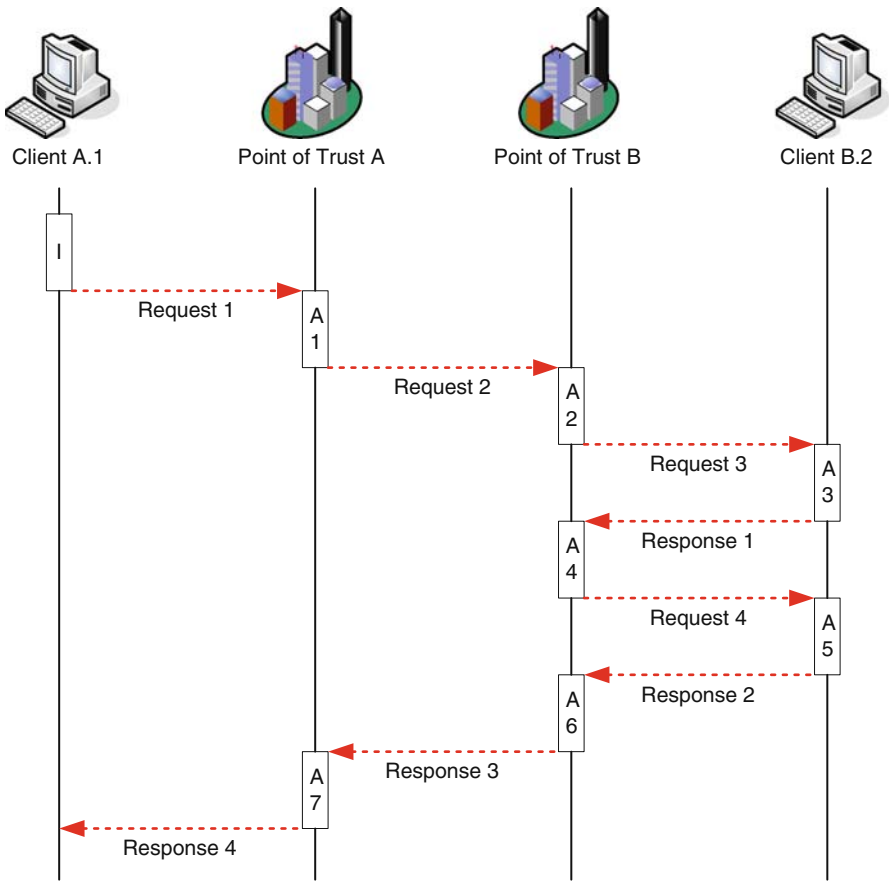 Client A.1
Point of Trust A
Point of Trust B
Client B.2
I
Request 1
A
1
Request 2
A
2
Request 3
A
3
Response 1
A
4
Request 4
A
5
Response 2
A
6
Response 3
A
7
Response 4